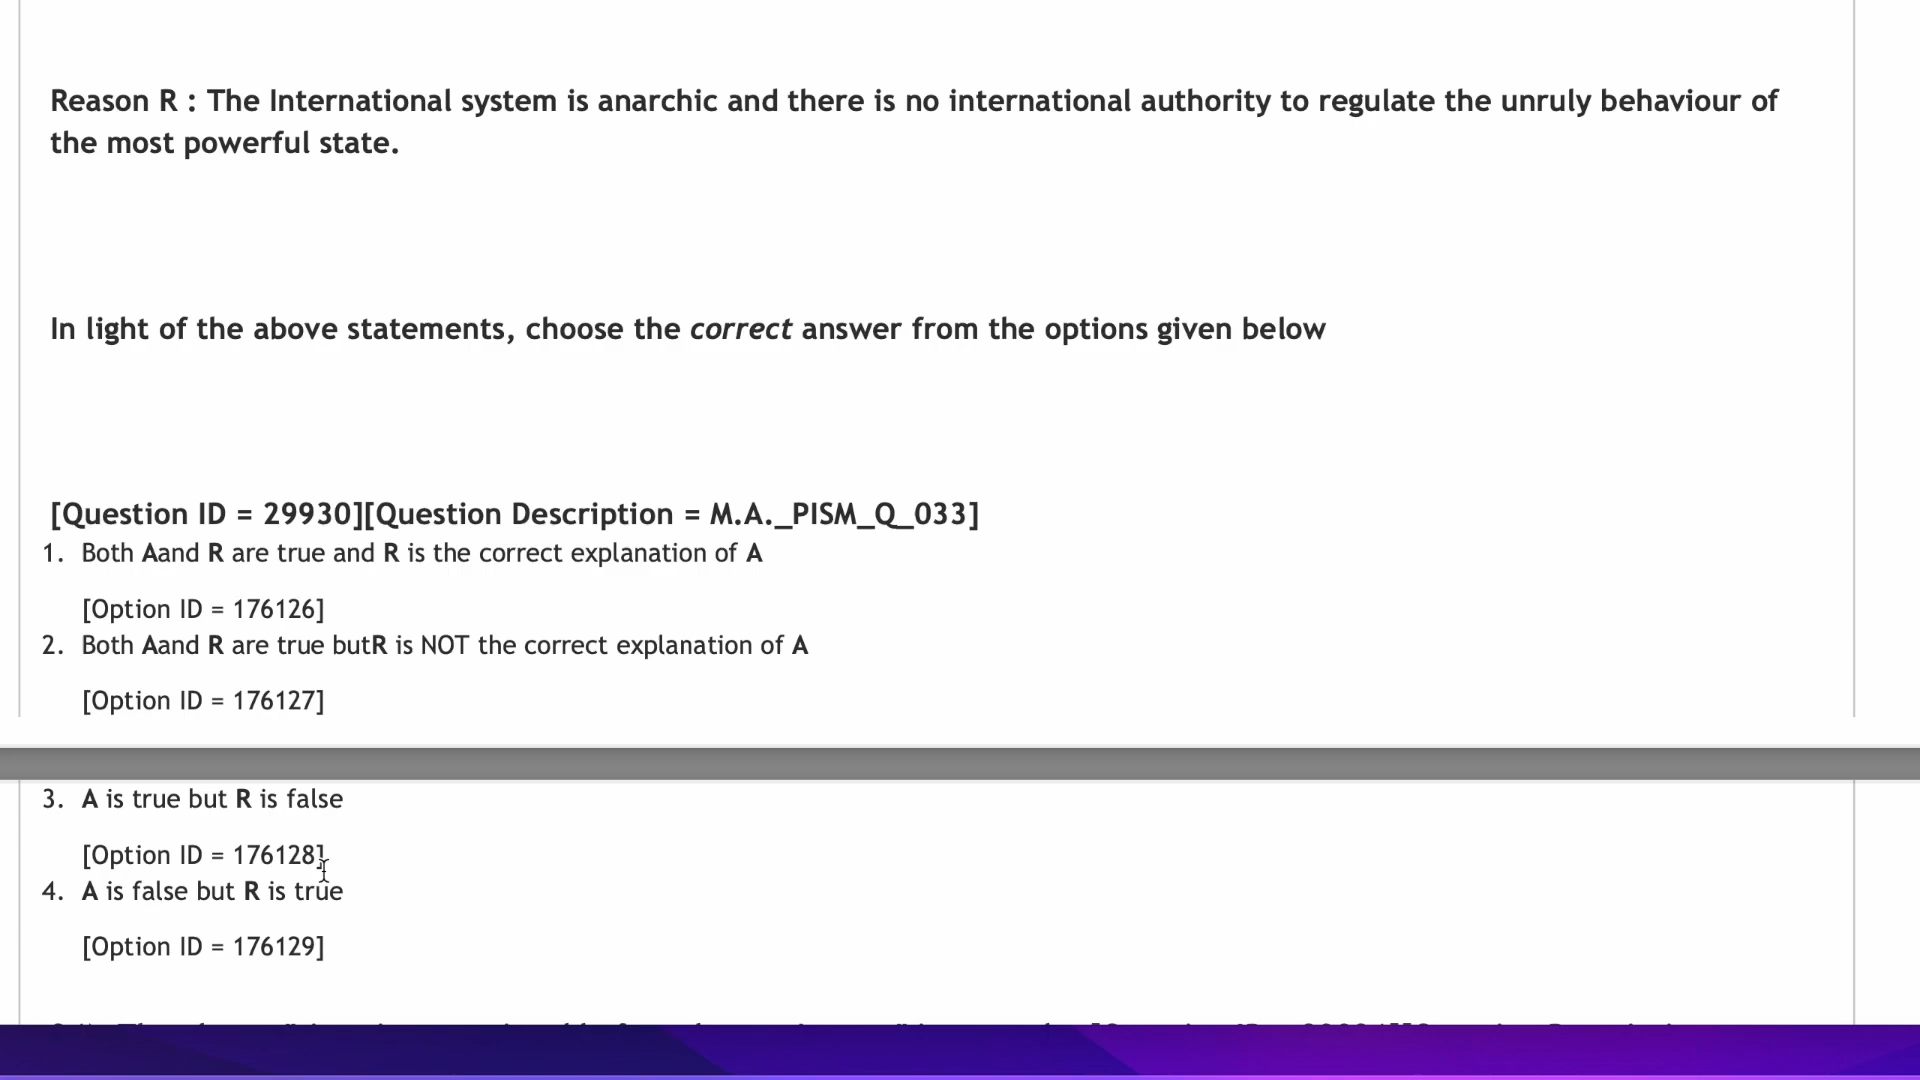 Reason R : The International system is anarchic and there is no international authority to regulate the unruly behaviour of
the most powerful state.
In light of the above statements, choose the correct answer from the options given below
[Question ID = 29930][Question Description = M.A._PISM_Q_033]
1. Both Aand R are true and R is the correct explanation of A
[Option ID = 176126]
2. Both Aand R are true butR is NOT the correct explanation of A
[Option ID = 176127]
3. A is true but R is false
[Option ID = 176128]
4. A is false but R is true
[Option ID = 176129]